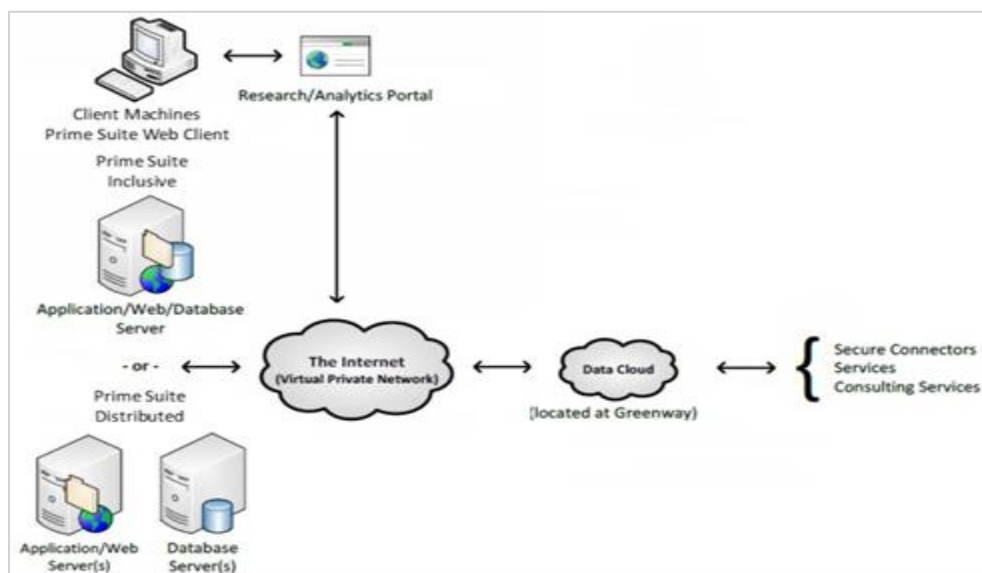 Client Machines
Prime Suite Web Client
Research/Analytics Portal
Prime Suite
Inclusive
Application/Web/Database
Server
- or -
Prime Suite
Distributed
The Internet
(Virtual Private Network)
Data Cloud
(located at Greenway)
Secure Connectors
Services
Consulting Services
Application/Web
Server(s)
Database
Server(s)